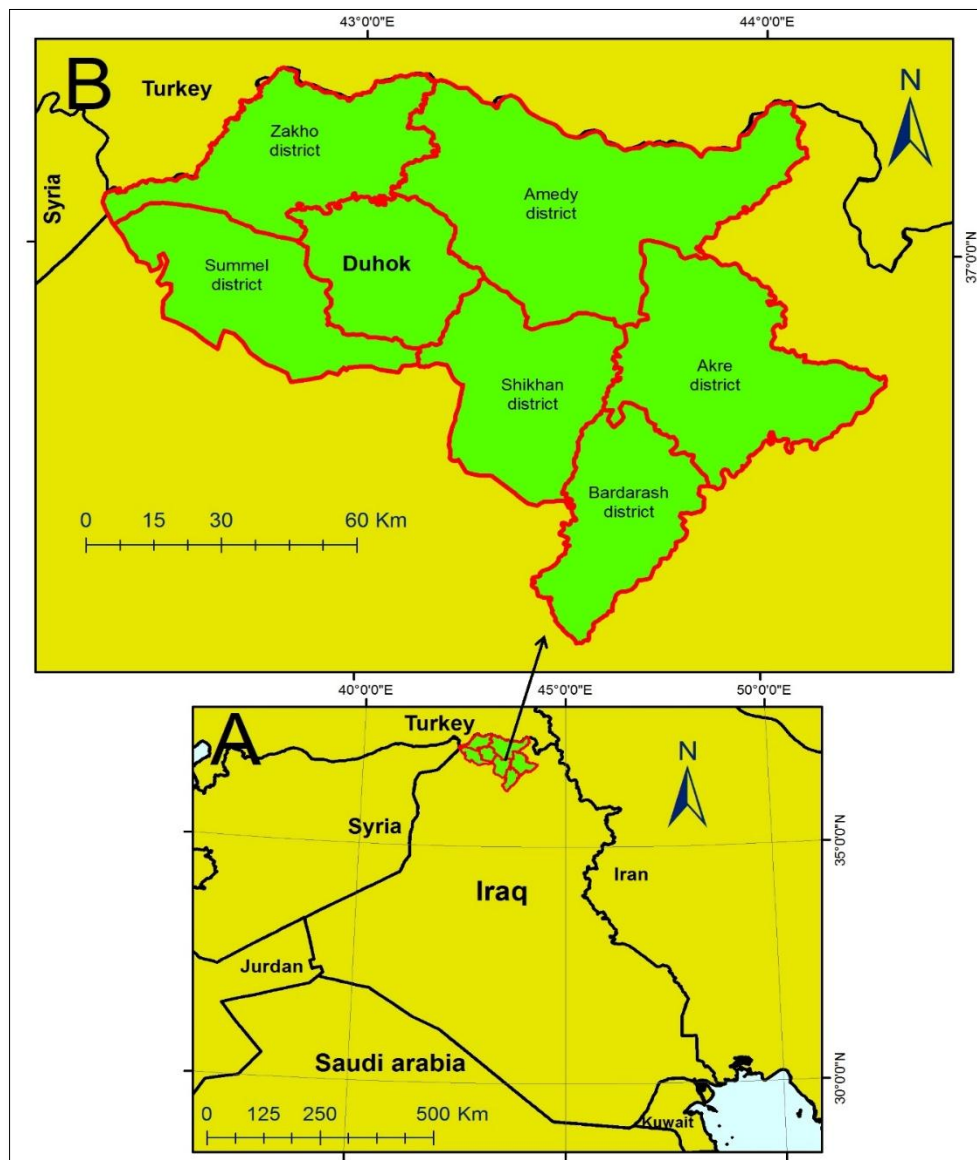 43°0'0"E
44°0'0"E
B
Turkey
N
Zakho
district
Syria
Amedy
district
37°0'0"N
Summel
district
Duhok
Shikhan
district
Akre
district
Bardarash
district
0 15 30 60 Km
40°0'0"E
45°0'0"E
50°0'0"E
A
Turkey
N
Syria
35°0'0"N
Iraq
Iran
Jurdan
Saudi arabia
30°0'0"N
0 125 250 500 Km
Kuwait